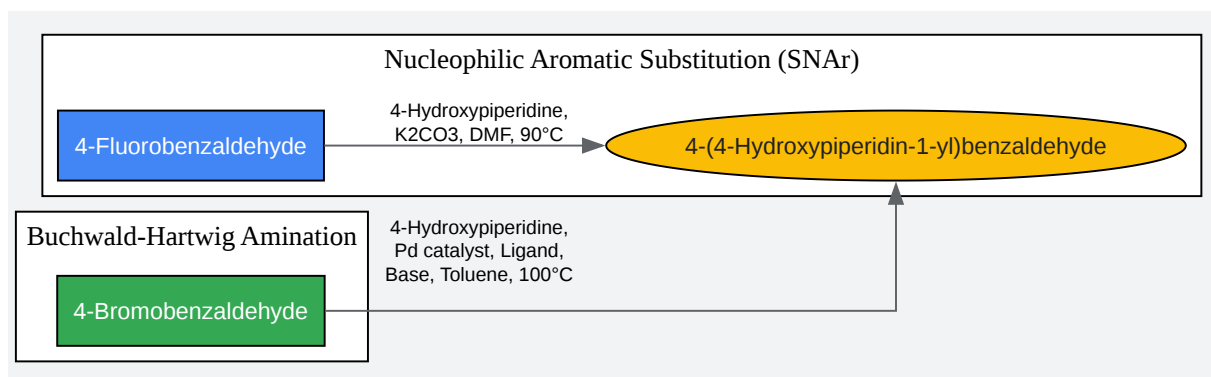 Nucleophilic Aromatic Substitution (SNAr)
4-Fluorobenzaldehyde
4-Hydroxypiperidine,
K2CO3, DMF, 90°C
4-(4-Hydroxypiperidin-1-yl)benzaldehyde
Buchwald-Hartwig Amination
4-Bromobenzaldehyde
4-Hydroxypiperidine,
Pd catalyst, Ligand,
Base, Toluene, 100°C